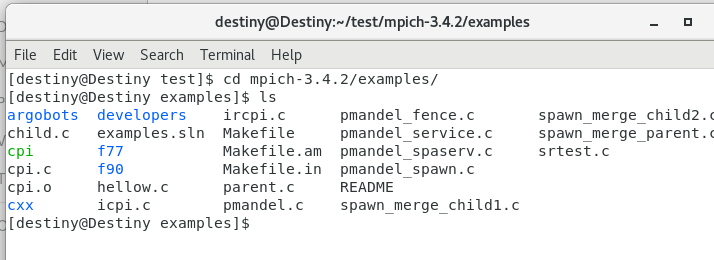 destiny@Destiny:~/test/mpich-3.4.2/examples
File Edit View Search Terminal Help
[destiny@Destiny test]$ cd mpich-3.4.2/examples/
[destiny@Destiny examples]$ ls
argobots developers ircpi.c pmandel_fence.c spawn_merge_child2.c
child.c examples.sln Makefile pmandel_service.c spawn_merge_parent.c
cpi f77 Makefile.am pmandel_spaserv.c srtest.c
cpi.c f90 Makefile.in pmandel_spawn.c
cpi.o hellow.c parent.c README
cxx icpi.c pmandel.c spawn_merge_child1.c
[destiny@Destiny examples]$